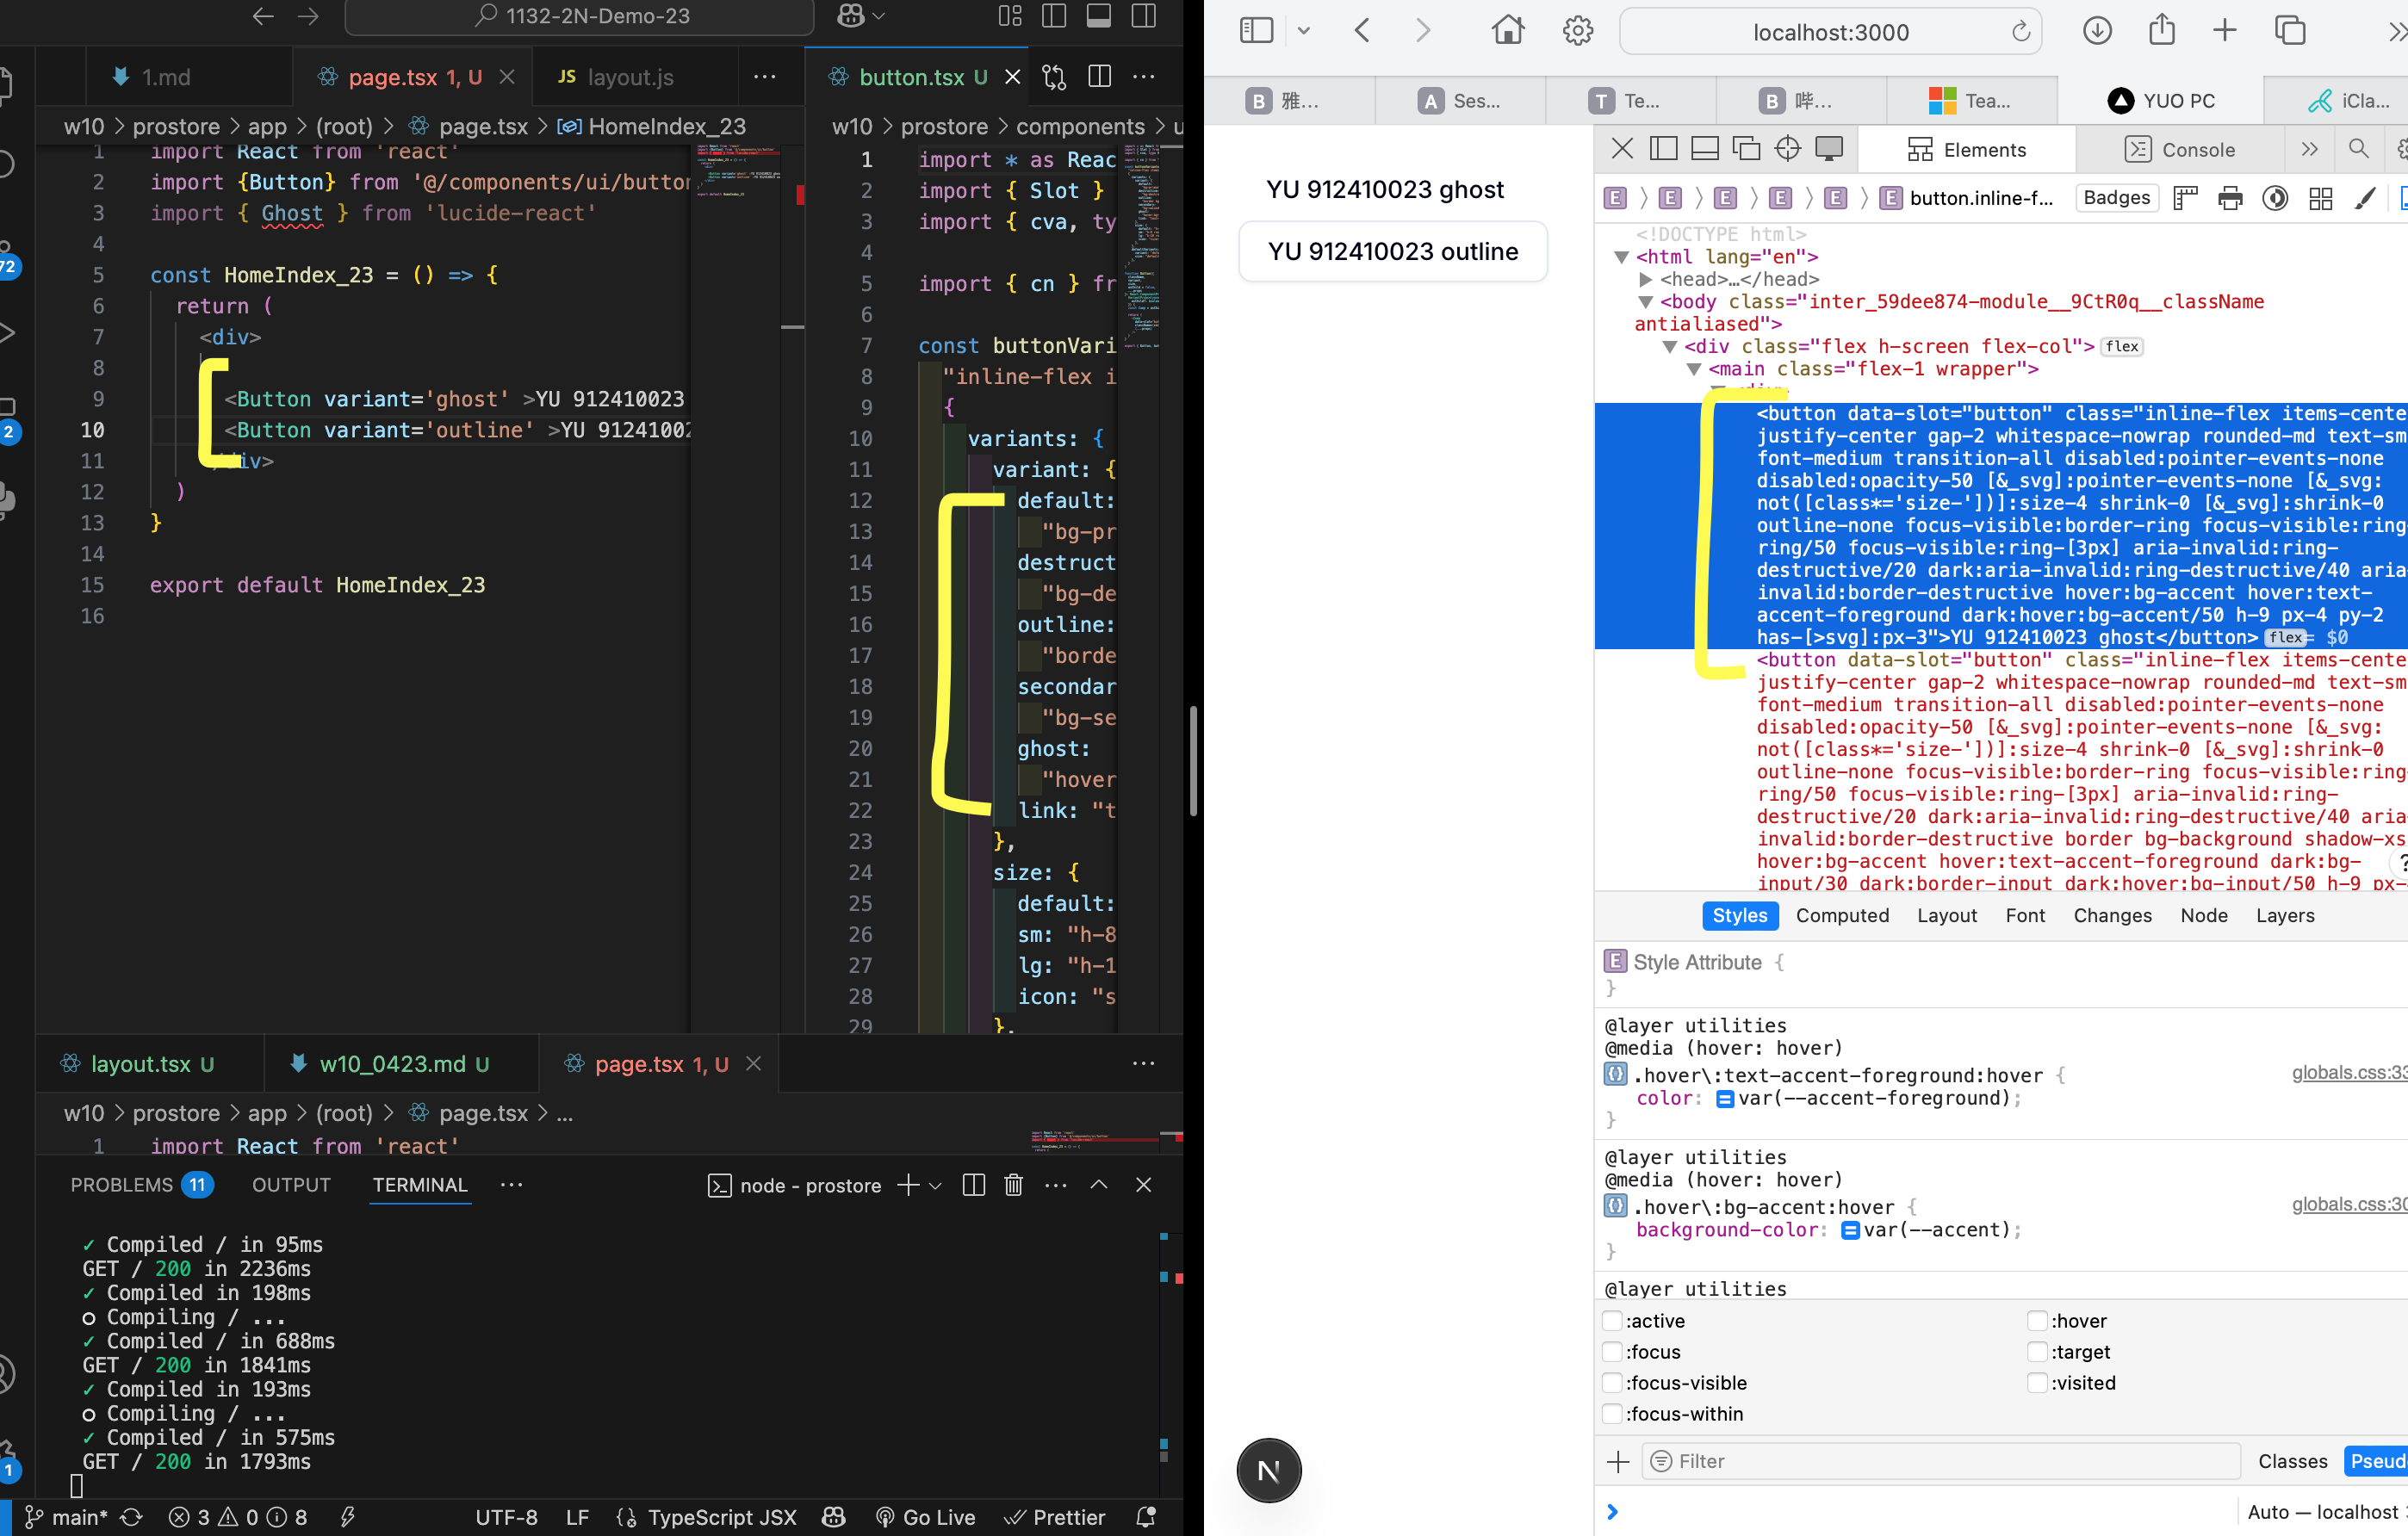 1132-2N-Demo-23
1.md
page.tsx 1, U
JS layout.js
w10 > prostore > app > (root) > page.tsx > HomeIndex_23
1 import React from 'react'
2 import {Button} from '@/components/ui/button
3 import { Ghost } from 'lucide-react'
4
5 const HomeIndex_23 = () => {
6 return (
7 <div>
8
9 <Button variant='ghost' >YU 912410023
10 <Button variant='outline' >YU 91241002
11 div>
12 )
13 }
14
15 export default HomeIndex_23
16
72
2
1
button.tsx U
w10 > prostore > components > u
1 import * as Reac
2 import { Slot }
3 import { cva, ty
4
5 import { cn } fr
6
7 const buttonVari
8 "inline-flex i
9 {
10 variants: {
11 variant: {
12 default:
13 "bg-pr
14 destruct
15 "bg-de
16 outline:
17 "borde
18 secondar
19 "bg-se
20 ghost:
21 "hover
22 link: "t
23 },
24 size: {
25 default:
26 sm: "h-8
27 lg: "h-1
28 icon: "s
29 },
layout.tsx U
w10_0423.md U
page.tsx 1, U
w10 > prostore > app > (root) > page.tsx > ...
1 import React from 'react'
PROBLEMS 11 OUTPUT TERMINAL
node - prostore
✓ Compiled / in 95ms
GET / 200 in 2236ms
✓ Compiled in 198ms
○ Compiling / ...
✓ Compiled / in 688ms
GET / 200 in 1841ms
✓ Compiled in 193ms
○ Compiling / ...
✓ Compiled / in 575ms
GET / 200 in 1793ms
main* 3 0 8 UTF-8 LF TypeScript JSX Go Live Prettier
localhost:3000
B 雅...
A Ses...
T Te...
B 哔...
Tea...
YUO PC
iCla...
YU 912410023 ghost
YU 912410023 outline
N
Elements
Console
E E E E E E button.inline-f... Badges
<!DOCTYPE html>
<html lang="en">
<head>…</head>
<body class="inter_59dee874-module__9CtR0q__className
antialiased">
<div class="flex h-screen flex-col"> flex
<main class="flex-1 wrapper">
<button data-slot="button" class="inline-flex items-cente
justify-center gap-2 whitespace-nowrap rounded-md text-sm
font-medium transition-all disabled:pointer-events-none
disabled:opacity-50 [&_svg]:pointer-events-none [&_svg:
not([class*='size-'])]:size-4 shrink-0 [&_svg]:shrink-0
outline-none focus-visible:border-ring focus-visible:ring
ring/50 focus-visible:ring-[3px] aria-invalid:ring-
destructive/20 dark:aria-invalid:ring-destructive/40 aria
invalid:border-destructive hover:bg-accent hover:text-
accent-foreground dark:hover:bg-accent/50 h-9 px-4 py-2
has-[>svg]:px-3">YU 912410023 ghost</button> flex = $0
<button data-slot="button" class="inline-flex items-cente
justify-center gap-2 whitespace-nowrap rounded-md text-sm
font-medium transition-all disabled:pointer-events-none
disabled:opacity-50 [&_svg]:pointer-events-none [&_svg:
not([class*='size-'])]:size-4 shrink-0 [&_svg]:shrink-0
outline-none focus-visible:border-ring focus-visible:ring
ring/50 focus-visible:ring-[3px] aria-invalid:ring-
destructive/20 dark:aria-invalid:ring-destructive/40 aria
invalid:border-destructive border bg-background shadow-xs
hover:bg-accent hover:text-accent-foreground dark:bg-
input/30 dark:border-input dark:hover:bg-input/50 h-9 px-
Styles Computed Layout Font Changes Node Layers
E Style Attribute {
}
@layer utilities
@media (hover: hover)
.hover\:text-accent-foreground:hover { globals.css:33
color: var(--accent-foreground);
}
@layer utilities
@media (hover: hover)
.hover\:bg-accent:hover { globals.css:30
background-color: var(--accent);
}
@layer utilities
:active :hover
:focus :target
:focus-visible :visited
:focus-within
Filter Classes Pseud
Auto — localhost